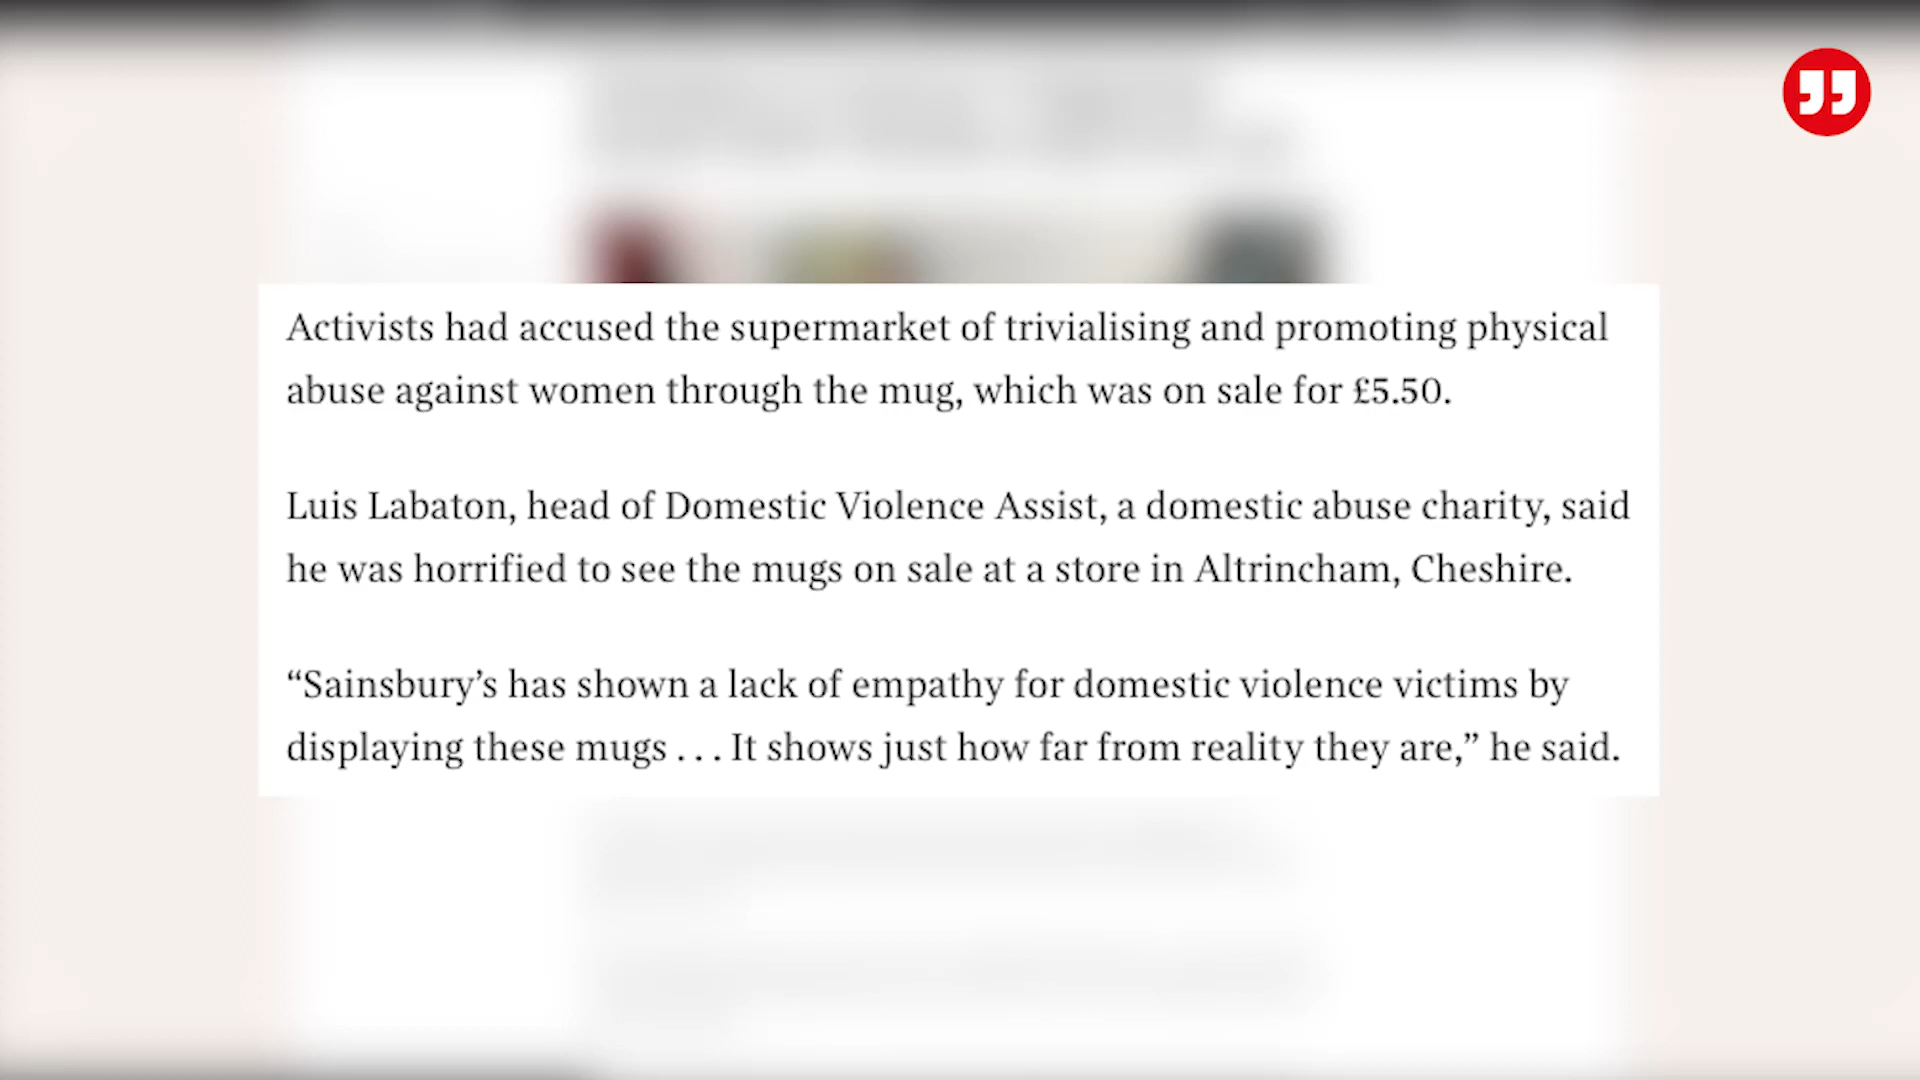 Activists had accused the supermarket of trivialising and promoting physical
abuse against women through the mug, which was on sale for £5.50.
Luis Labaton, head of Domestic Violence Assist, a domestic abuse charity, said
he was horrified to see the mugs on sale at a store in Altrincham, Cheshire.
“Sainsbury’s has shown a lack of empathy for domestic violence victims by
displaying these mugs . . . It shows just how far from reality they are,” he said.